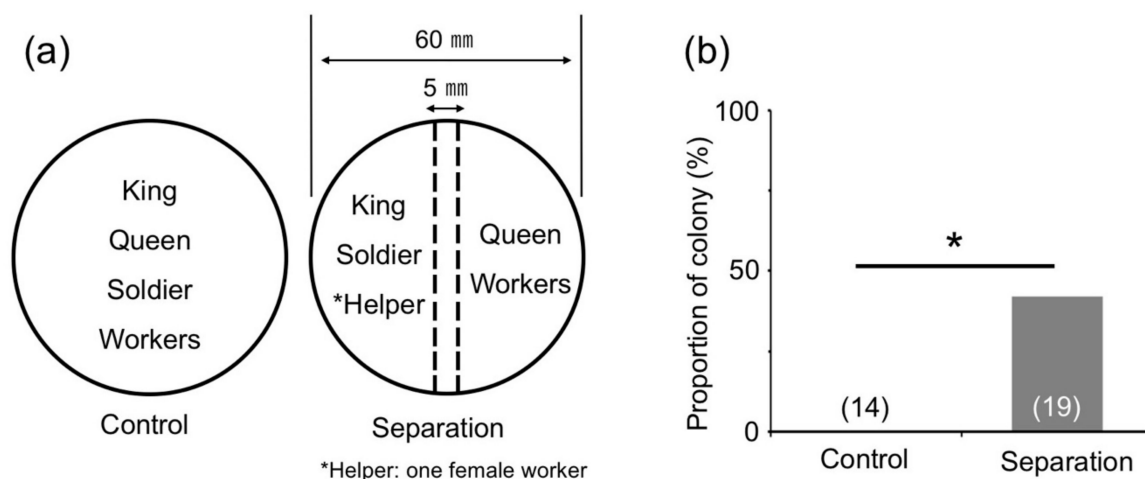 (a)
60 mm
5 mm
King
Queen
Soldier
Workers
Control
King
Soldier
*Helper
Queen
Workers
Separation
*Helper: one female worker
(b)
Proportion of colony (%)
100
50
0
*
(14)
(19)
Control
Separation